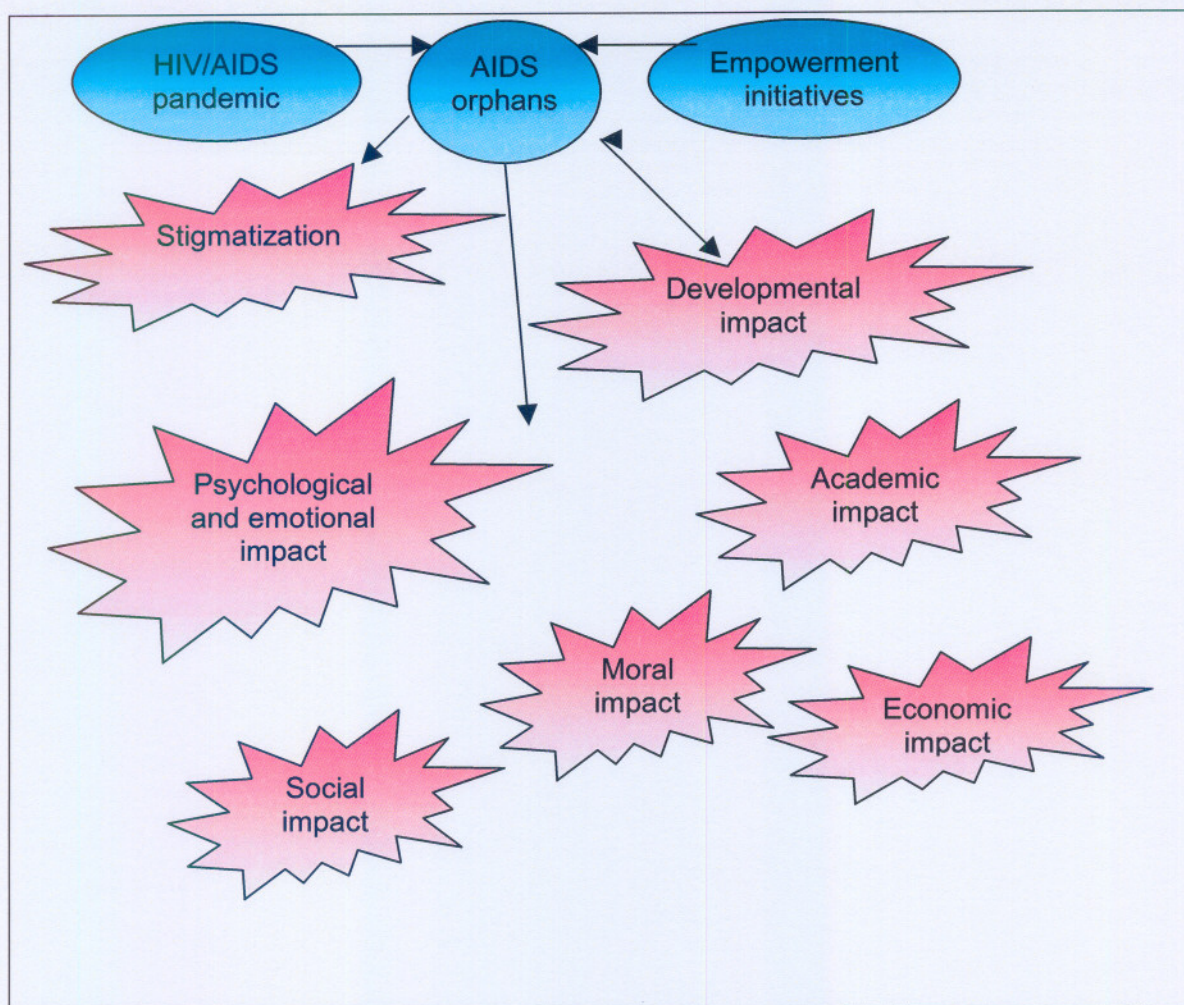 HIV/AIDS
pandemic
AIDS
orphans
Empowerment
initiatives
Stigmatization
Developmental
impact
Psychological
and emotional
impact
Academic
impact
Moral
impact
Economic
impact
Social
impact